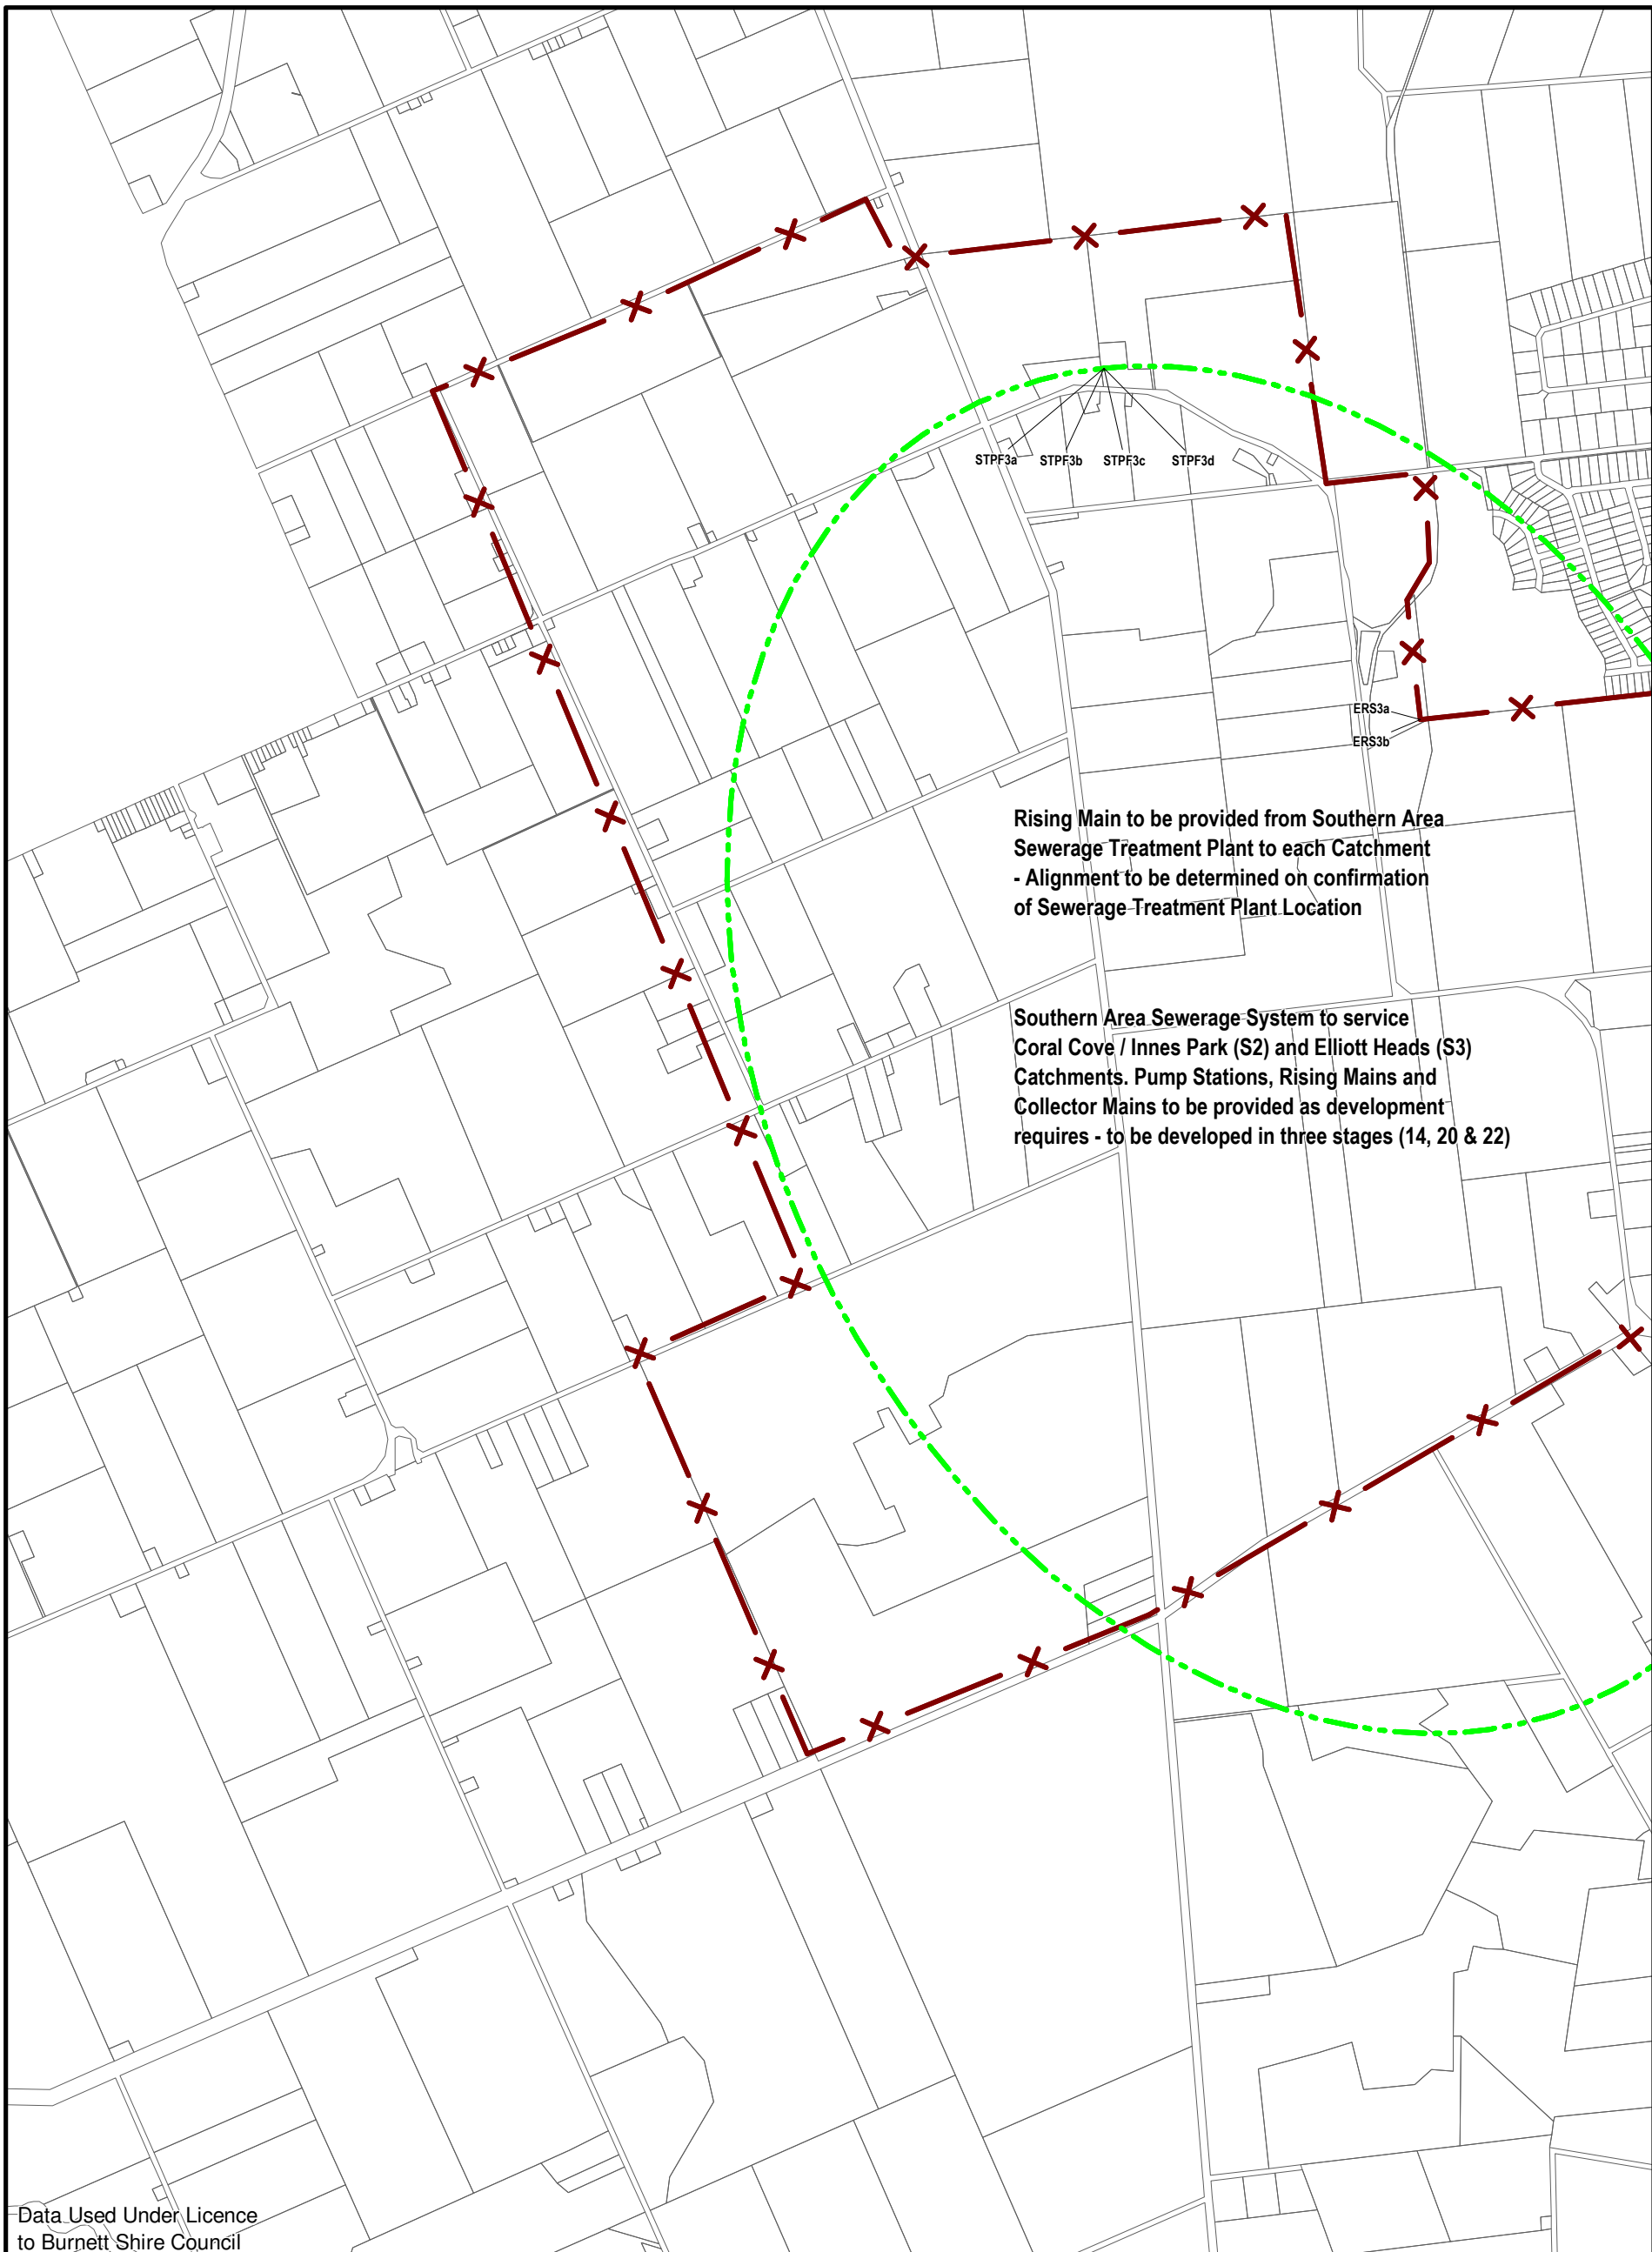 STPF3a STPF3b STPF3c STPF3d
ERS3a
ERS3b
Rising Main to be provided from Southern Area
Sewerage Treatment Plant to each Catchment
- Alignment to be determined on confirmation
of Sewerage Treatment Plant Location
Southern Area Sewerage System to service
Coral Cove / Innes Park (S2) and Elliott Heads (S3)
Catchments. Pump Stations, Rising Mains and
Collector Mains to be provided as development
requires - to be developed in three stages (14, 20 & 22)
Data Used Under Licence
to Burnett Shire Council